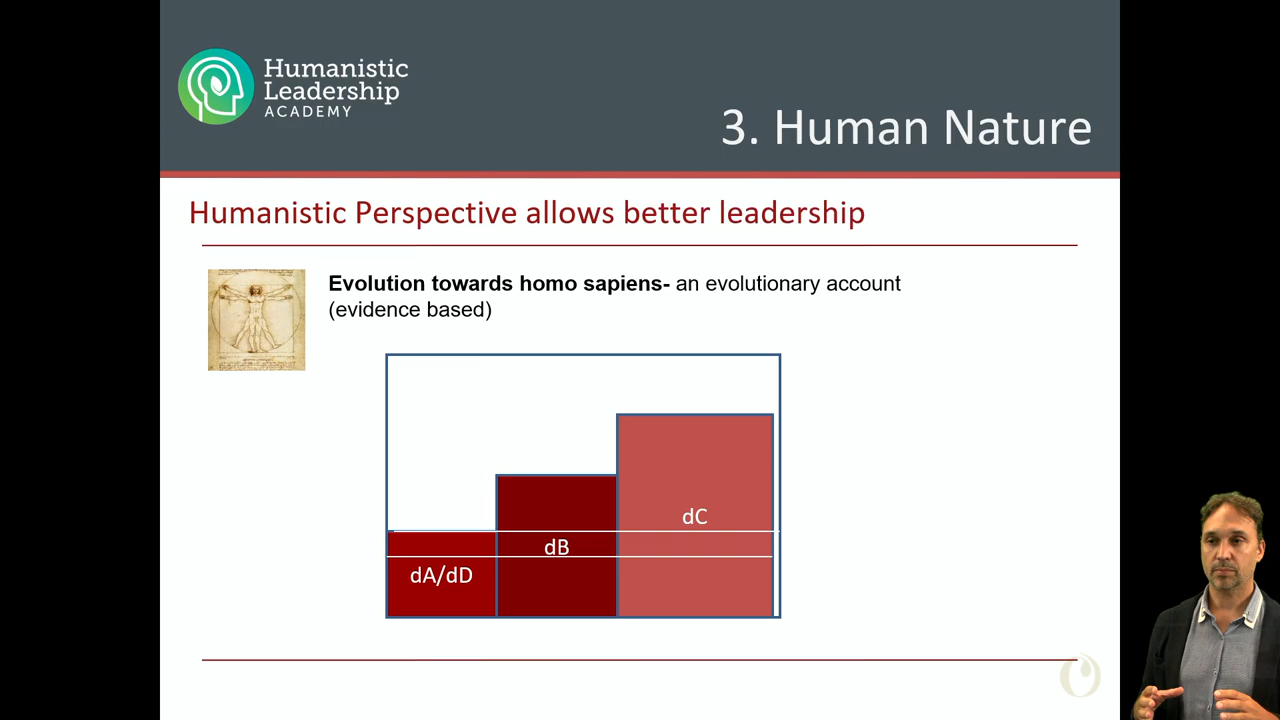 Humanistic
Leadership
ACADEMY
3. Human Nature
Humanistic Perspective allows better leadership
Evolution towards homo sapiens- an evolutionary account
(evidence based)
dC
dB
dA/dD